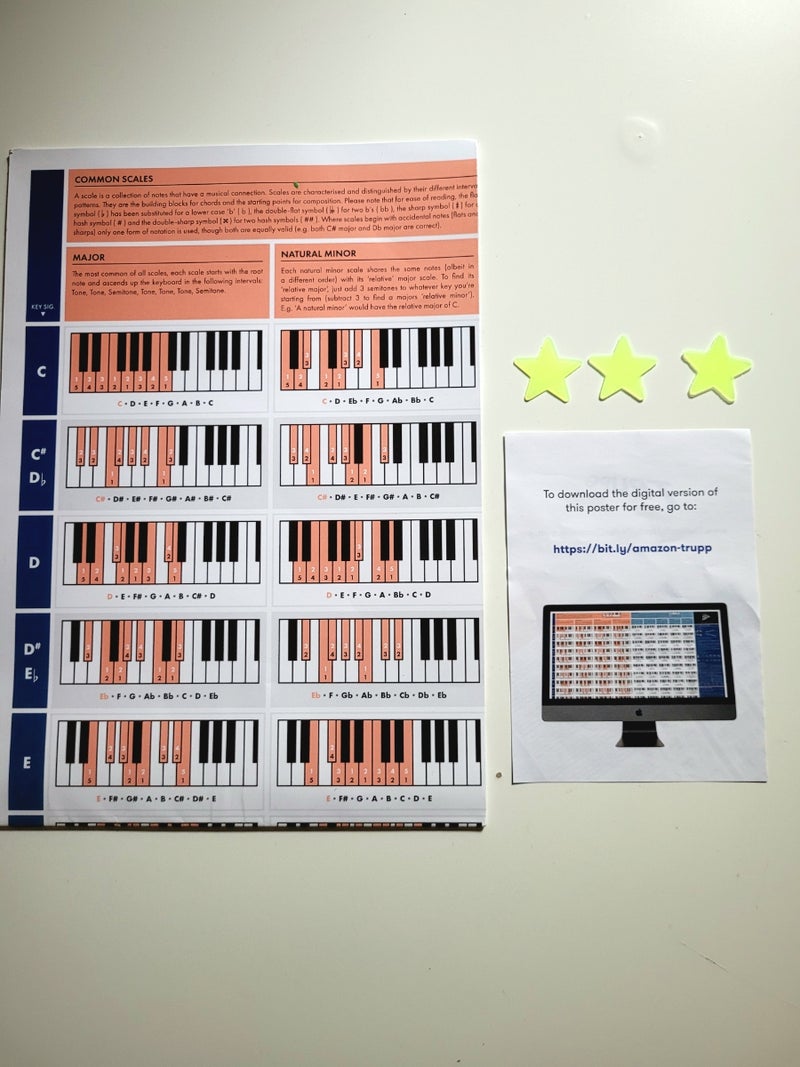 COMMON SCALES
A scale is a collection of notes that have a musical connection. Scales are characterised and distinguished by their different interva
patterns. They are the building blocks for chords and the starting points for composition. Please note that for ease of reading, the fla
symbol (♭) has been substituted for a lower case 'b' ( b ), the double-flat symbol (𝄫) for two b's ( bb ), the sharp symbol (♯) for
hash symbol ( # ) and the double-sharp symbol (𝄪) for two hash symbols ( ## ). Where scales begin with accidental notes (flats and
sharps) only one form of notation is used, though both are equally valid (e.g. both C# major and Db major are correct).
MAJOR
The most common of all scales, each scale starts with the root
note and ascends up the keyboard in the following intervals:
Tone, Tone, Semitone, Tone, Tone, Tone, Semitone.
NATURAL MINOR
Each natural minor scale shares the same notes (albeit in
a different order) with its 'relative' major scale. To find its
'relative major', just add 3 semitones to whatever key you're
starting from (subtract 3 to find a majors 'relative minor').
E.g. 'A natural minor' would have the relative major of C.
KEY SIG.
C
C • D • E • F • G • A • B • C
C • D • Eb • F • G • Ab • Bb • C
C#
D♭
C# • D# • E# • F# • G# • A# • B# • C#
C# • D# • E • F# • G# • A • B • C#
D
D • E • F# • G • A • B • C# • D
D • E • F • G • A • Bb • C • D
D#
E♭
Eb • F • G • Ab • Bb • C • D • Eb
Eb • F • Gb • Ab • Bb • Cb • Db • Eb
E
E • F# • G# • A • B • C# • D# • E
E • F# • G • A • B • C • D • E
To download the digital version of
this poster for free, go to:
https://bit.ly/amazon-trupp